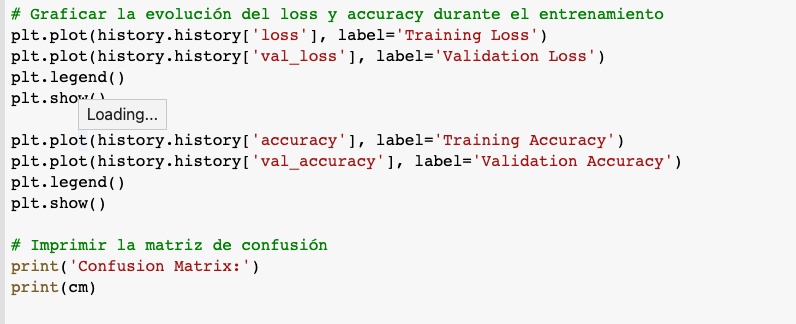 # Graficar la evolución del loss y accuracy durante el entrenamiento
plt.plot(history.history['loss'], label='Training Loss')
plt.plot(history.history['val_loss'], label='Validation Loss')
plt.legend()
plt.show()
Loading...
plt.plot(history.history['accuracy'], label='Training Accuracy')
plt.plot(history.history['val_accuracy'], label='Validation Accuracy')
plt.legend()
plt.show()
# Imprimir la matriz de confusión
print('Confusion Matrix:')
print(cm)